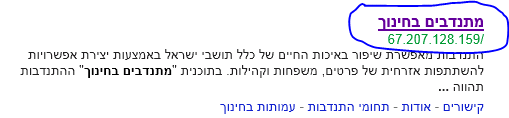 מתנדבים בחינוך
67.207.128.159/
התנדבות מאפשרת שיפור באיכות החיים של כלל תושבי ישראל באמצעות יצירת אפשרויות
להשתתפות אזרחית של פרטים, משפחות וקהילות. בתוכנית "מתנדבים בחינוך" ההתנדבות
תהווה ...
קישורים - אודות - תחומי התנדבות - עמותות בחינוך